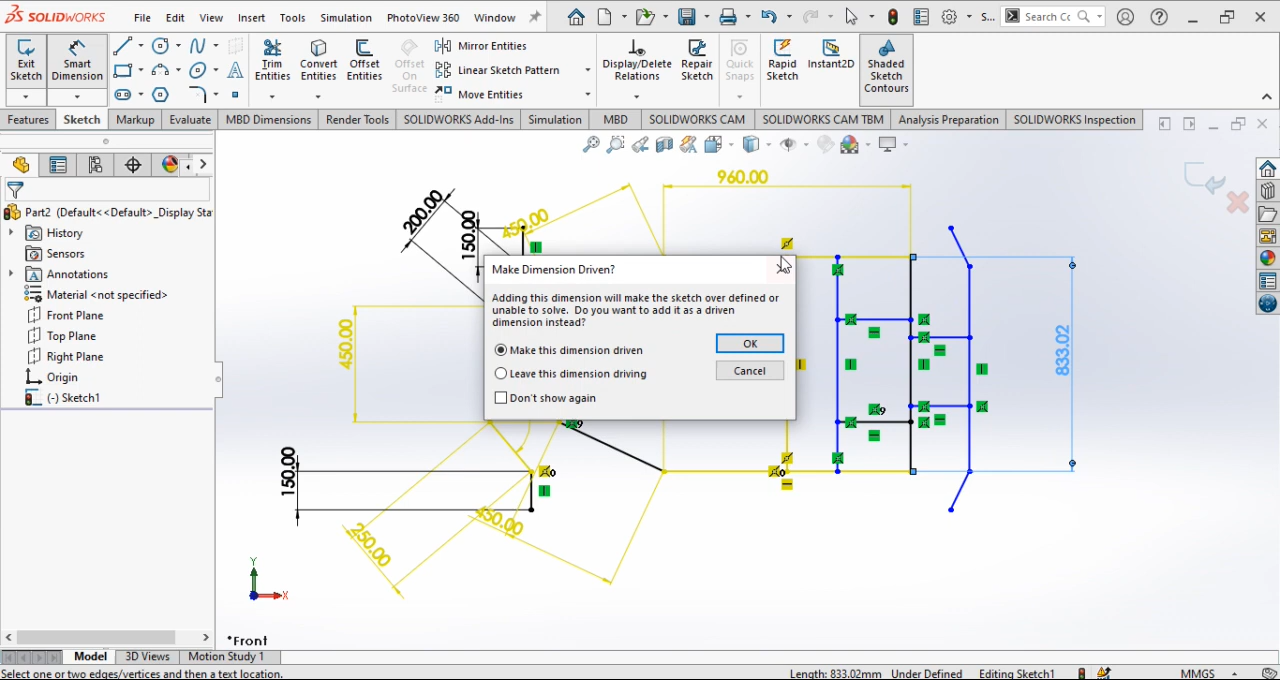 SOLIDWORKS File Edit View Insert Tools Simulation PhotoView 360 Window S... Search Cc
Exit Sketch
Smart Dimension
Trim Entities
Convert Entities
Offset Entities
Offset On Surface
Mirror Entities
Linear Sketch Pattern
Move Entities
Display/Delete Relations
Repair Sketch
Quick Snaps
Rapid Sketch
Instant2D
Shaded Sketch Contours
Features Sketch Markup Evaluate MBD Dimensions Render Tools SOLIDWORKS Add-Ins Simulation MBD SOLIDWORKS CAM SOLIDWORKS CAM TBM Analysis Preparation SOLIDWORKS Inspection
Part2 (Default<<Default>_Display Sta
History
Sensors
Annotations
Material <not specified>
Front Plane
Top Plane
Right Plane
Origin
(-) Sketch1
960.00
200.00
150.00
450.00
450.00
833.02
150.00
450.00
250.00
Make Dimension Driven?
Adding this dimension will make the sketch over defined or
unable to solve. Do you want to add it as a driven
dimension instead?
Make this dimension driven
Leave this dimension driving
Don't show again
OK
Cancel
9
9
0
0
Y
X
*Front
Model 3D Views Motion Study 1
Select one or two edges/vertices and then a text location. Length: 833.02mm Under Defined Editing Sketch1 MMGS